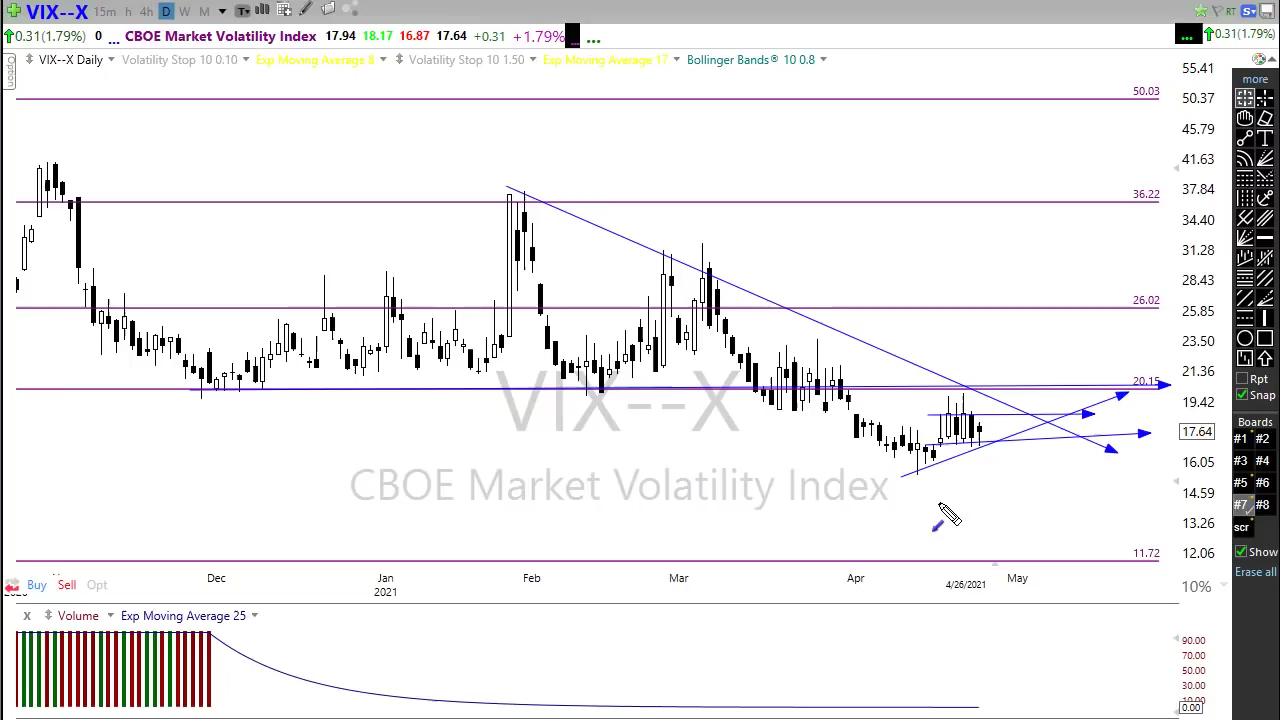 VIX--X 15m h 4h D W M T RT S
0.31(1.79%) 0 ... CBOE Market Volatility Index 17.94 18.17 16.87 17.64 +0.31 +1.79% ... ... 0.31(1.79%)
Option VIX--X Daily Volatility Stop 10 0.10 Exp Moving Average 8 Volatility Stop 10 1.50 Exp Moving Average 17 Bollinger Bands® 10 0.8
55.41
more
50.03
50.37
45.79
41.63
37.84
36.22
34.40
31.28
28.43
26.02
25.85
23.50
21.36
20.15
Rpt
Snap
19.42
Boards
17.64
#1 #2
16.05
#3 #4
#5 #6
14.59
#7 #8
13.26
scr
11.72
12.06
Show
Erase all
VIX--X
CBOE Market Volatility Index
Dec Jan Feb Mar Apr 4/26/2021 May
2021
Buy Sell Opt 10%
x Volume Exp Moving Average 25
90.00
70.00
50.00
30.00
10.00
0.00